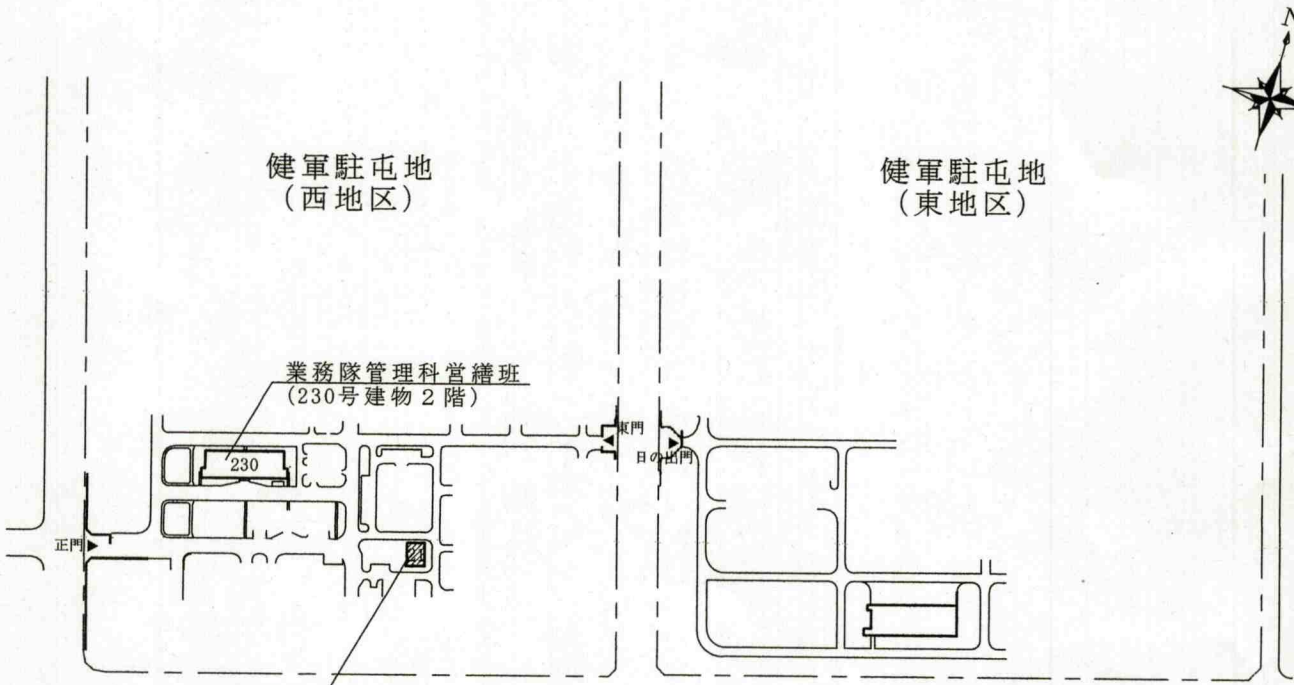 N
健軍駐屯地
(西地区)
健軍駐屯地
(東地区)
業務隊管理科営繕班
(230号建物2階)
230
東門
日の出門
正門